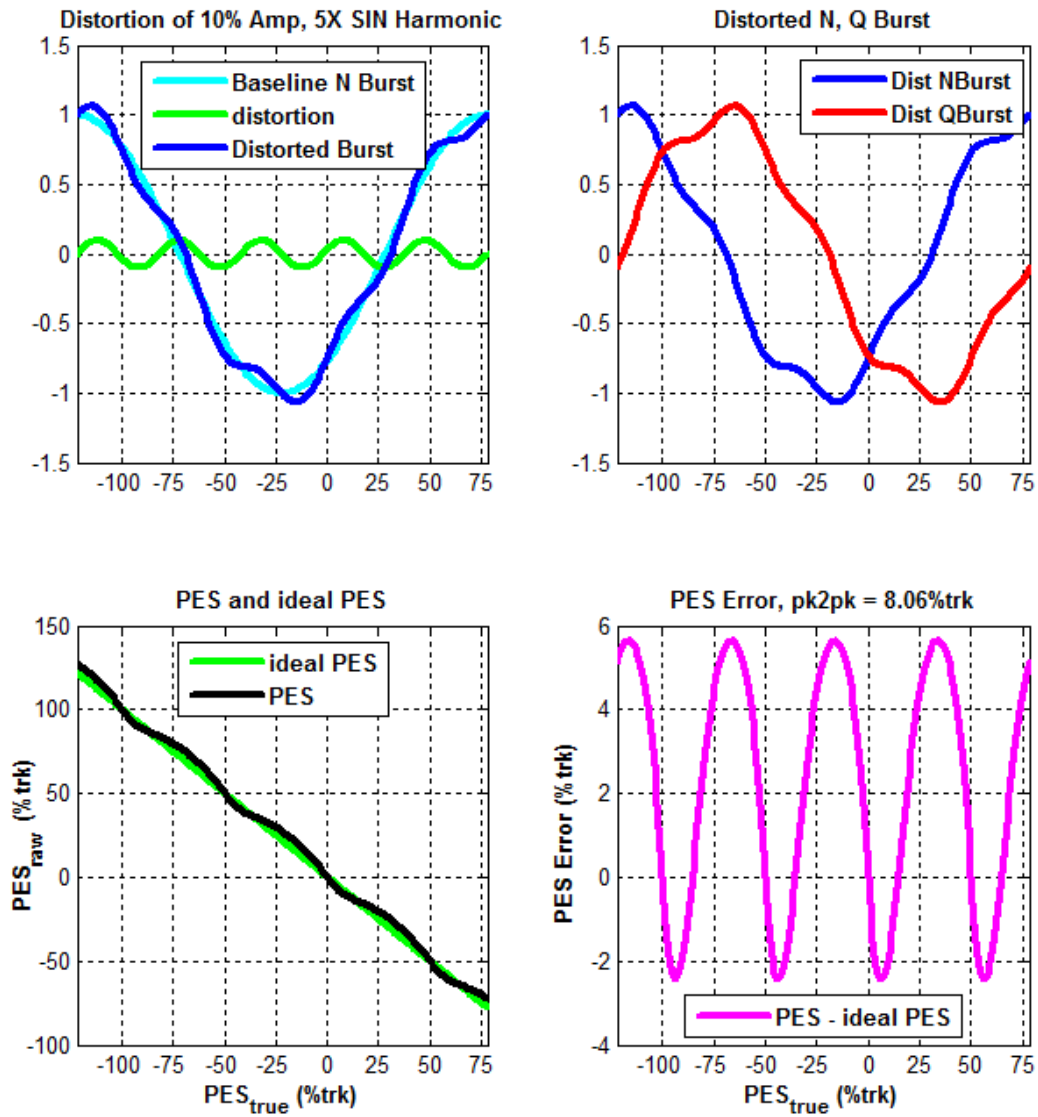 Distortion of 10% Amp, 5X SIN Harmonic
1.5
1
0.5
0
-0.5
-1
-1.5
Baseline N Burst
distortion
Distorted Burst
-100 -75 -50 -25 0 25 50 75
Distorted N, Q Burst
1.5
1
0.5
0
-0.5
-1
-1.5
Dist NBurst
Dist QBurst
-100 -75 -50 -25 0 25 50 75
PES and ideal PES
PESraw (% trk)
150
100
50
0
-50
-100
ideal PES
PES
-100 -75 -50 -25 0 25 50 75
PEStrue (%trk)
PES Error, pk2pk = 8.06%trk
PES Error (% trk)
6
4
2
0
-2
-4
PES - ideal PES
-100 -75 -50 -25 0 25 50 75
PEStrue (%trk)